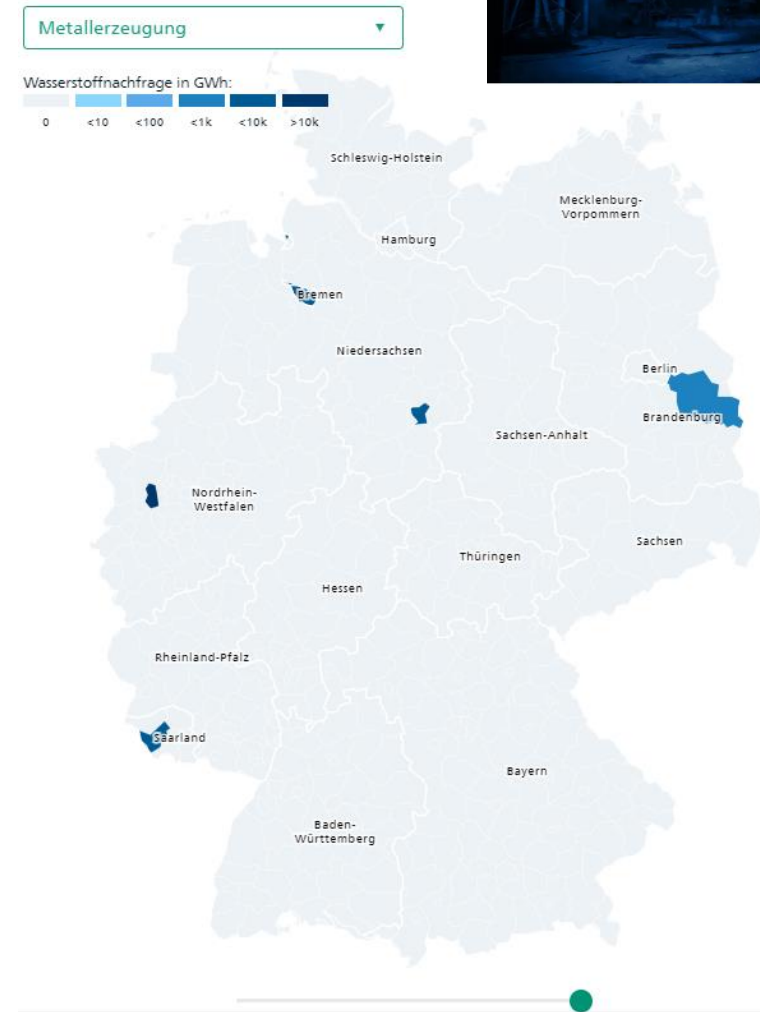 Metallerzeugung
Wasserstoffnachfrage in GWh:
0 <10 <100 <1k <10k >10k
Schleswig-Holstein
Mecklenburg-
Vorpommern
Hamburg
Bremen
Niedersachsen
Berlin
Brandenburg
Sachsen-Anhalt
Nordrhein-
Westfalen
Sachsen
Thüringen
Hessen
Rheinland-Pfalz
Saarland
Bayern
Baden-
Württemberg